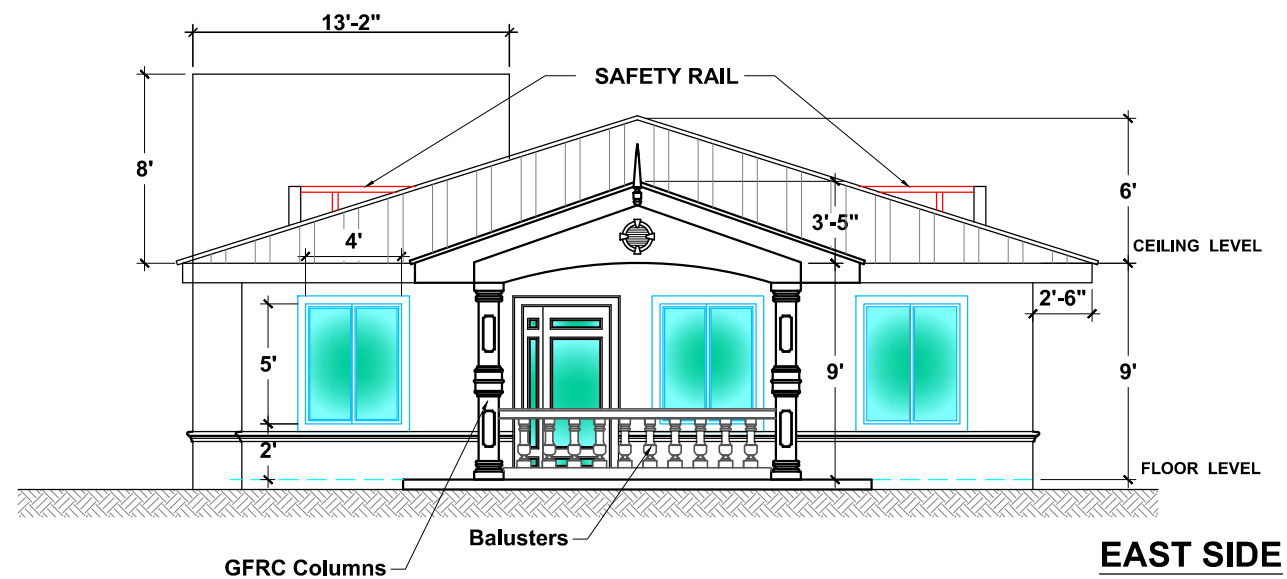 13'-2"
SAFETY RAIL
8'
6'
3'-5"
4'
CEILING LEVEL
2'-6"
5'
9'
9'
2'
FLOOR LEVEL
Balusters
GFRC Columns
EAST SIDE